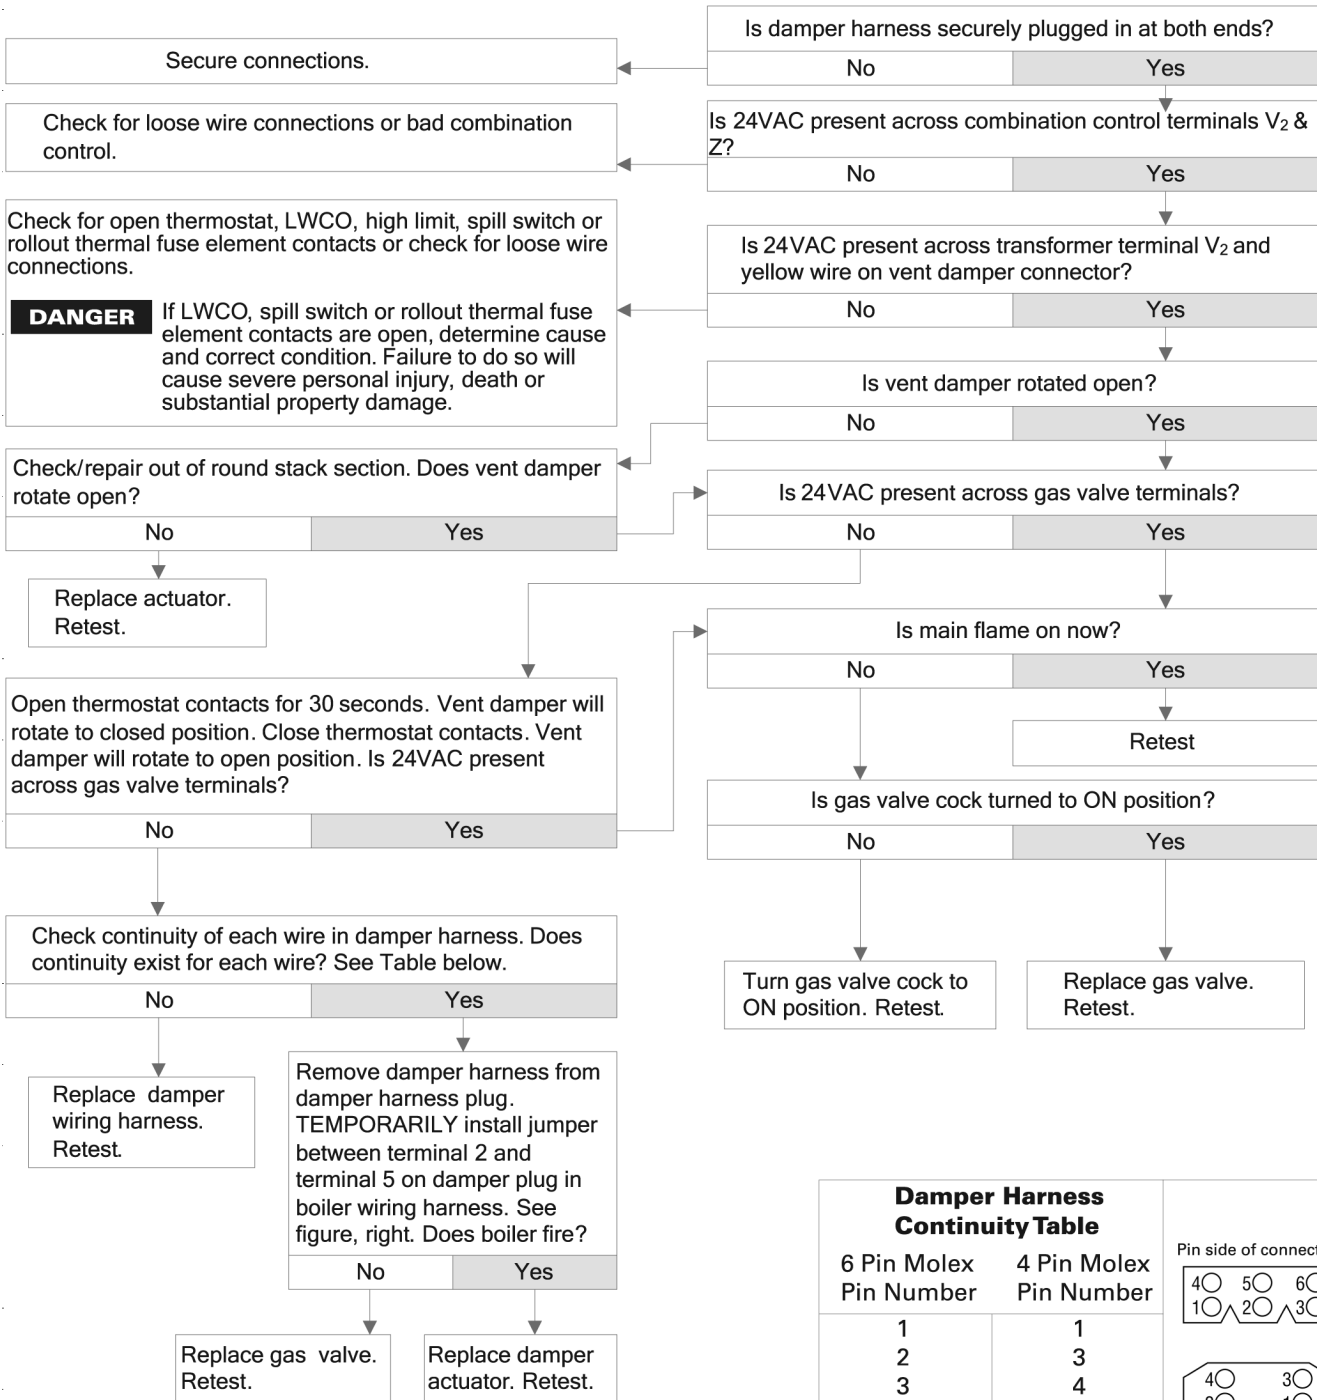 Is damper harness securely plugged in at both ends?
No
Yes
Secure connections.
Is 24VAC present across combination control terminals V2 &
Z?
No
Yes
Check for loose wire connections or bad combination
control.
Is 24VAC present across transformer terminal V2 and
yellow wire on vent damper connector?
No
Yes
Check for open thermostat, LWCO, high limit, spill switch or
rollout thermal fuse element contacts or check for loose wire
connections.
DANGER
If LWCO, spill switch or rollout thermal fuse
element contacts are open, determine cause
and correct condition. Failure to do so will
cause severe personal injury, death or
substantial property damage.
Is vent damper rotated open?
No
Yes
Check/repair out of round stack section. Does vent damper
rotate open?
No
Yes
Replace actuator.
Retest.
Is 24VAC present across gas valve terminals?
No
Yes
Is main flame on now?
No
Yes
Retest
Open thermostat contacts for 30 seconds. Vent damper will
rotate to closed position. Close thermostat contacts. Vent
damper will rotate to open position. Is 24VAC present
across gas valve terminals?
No
Yes
Is gas valve cock turned to ON position?
No
Yes
Turn gas valve cock to
ON position. Retest.
Replace gas valve.
Retest.
Check continuity of each wire in damper harness. Does
continuity exist for each wire? See Table below.
No
Yes
Replace damper
wiring harness.
Retest.
Remove damper harness from
damper harness plug.
TEMPORARILY install jumper
between terminal 2 and
terminal 5 on damper plug in
boiler wiring harness. See
figure, right. Does boiler fire?
No
Yes
Replace gas valve.
Retest.
Replace damper
actuator. Retest.
Damper Harness
Continuity Table
6 Pin Molex
Pin Number
4 Pin Molex
Pin Number
1 1
2 3
3 4
Pin side of connect
4 5 6
1 2 3
4 3